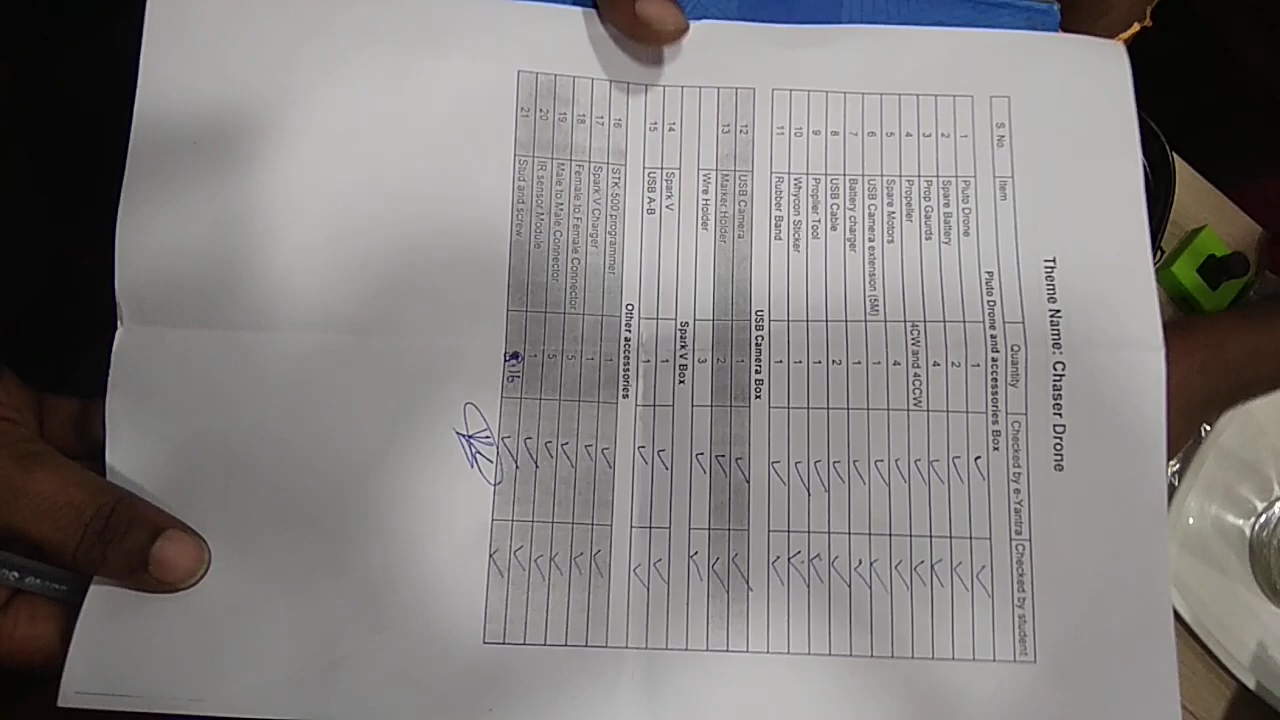 Theme Name: Chaser Drone
S. No. Item Quantity Checked by e-Yantra Checked by student
Pluto Drone and accessories Box
1 Pluto Drone 1 ✓ ✓
2 Spare Battery 2 ✓ ✓
3 Prop Gaurds 4 ✓ ✓
4 Propeller 4CW and 4CCW ✓ ✓
5 Spare Motors 4 ✓ ✓
6 USB Camera extension (5M) 1 ✓ ✓
7 Battery charger 1 ✓ ✓
8 USB Cable 2 ✓ ✓
9 Proplier Tool 1 ✓ ✓
10 Whycon Sticker 1 ✓ ✓
11 Rubber Band 1 ✓ ✓
USB Camera Box
12 USB Camera 1 ✓ ✓
13 Marker Holder 2 ✓ ✓
Wire Holder 3 ✓ ✓
Spark V Box
14 Spark V 1 ✓ ✓
15 USB A-B 1 ✓ ✓
Other accessories
16 STK 500 programmer 1 ✓ ✓
17 Spark V Charger 1 ✓ ✓
18 Female to Female Connector 5 ✓ ✓
19 Male to Male Connector 5 ✓ ✓
20 IR sensor Module 1 ✓ ✓
21 Stud and screw 16 ✓ ✓